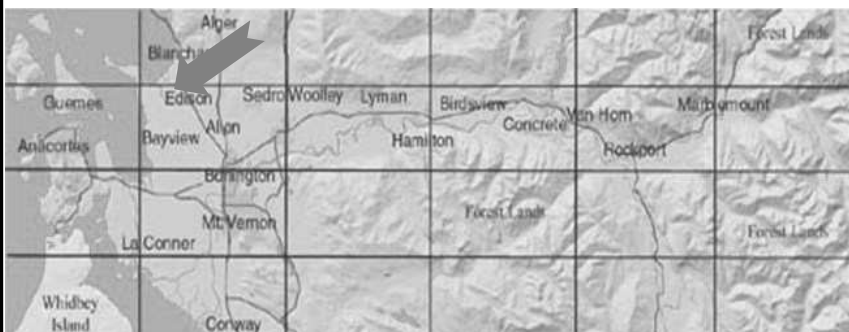 Alger
Blanchard
Forest Lands
Guemes
Edison
Sedro Woolley
Lyman
Birdsview
Van Horn
Marblemount
Anacortes
Bayview
Allen
Hamilton
Concrete
Rockport
Burlington
Mt. Vernon
Forest Lands
Forest Lands
La Conner
Whidbey
Island
Conway